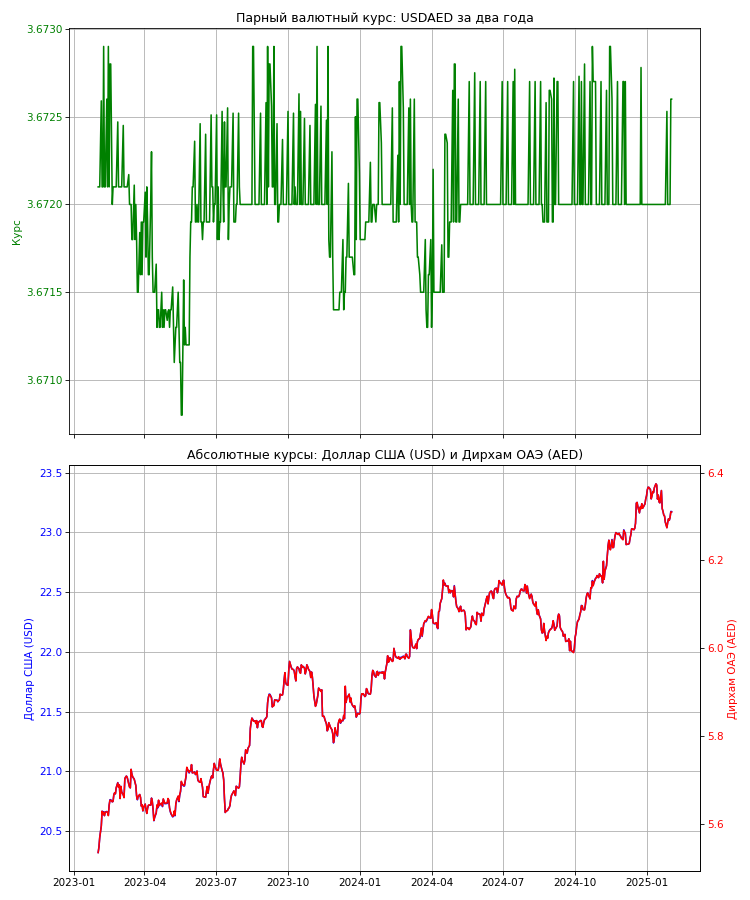 Парный валютный курс: USDAED за два года
3.6730
3.6725
3.6720
3.6715
3.6710
Курс
Абсолютные курсы: Доллар США (USD) и Дирхам ОАЭ (AED)
23.5
23.0
22.5
22.0
21.5
21.0
20.5
Доллар США (USD)
6.4
6.2
6.0
5.8
5.6
Дирхам ОАЭ (AED)
2023-01 2023-04 2023-07 2023-10 2024-01 2024-04 2024-07 2024-10 2025-01